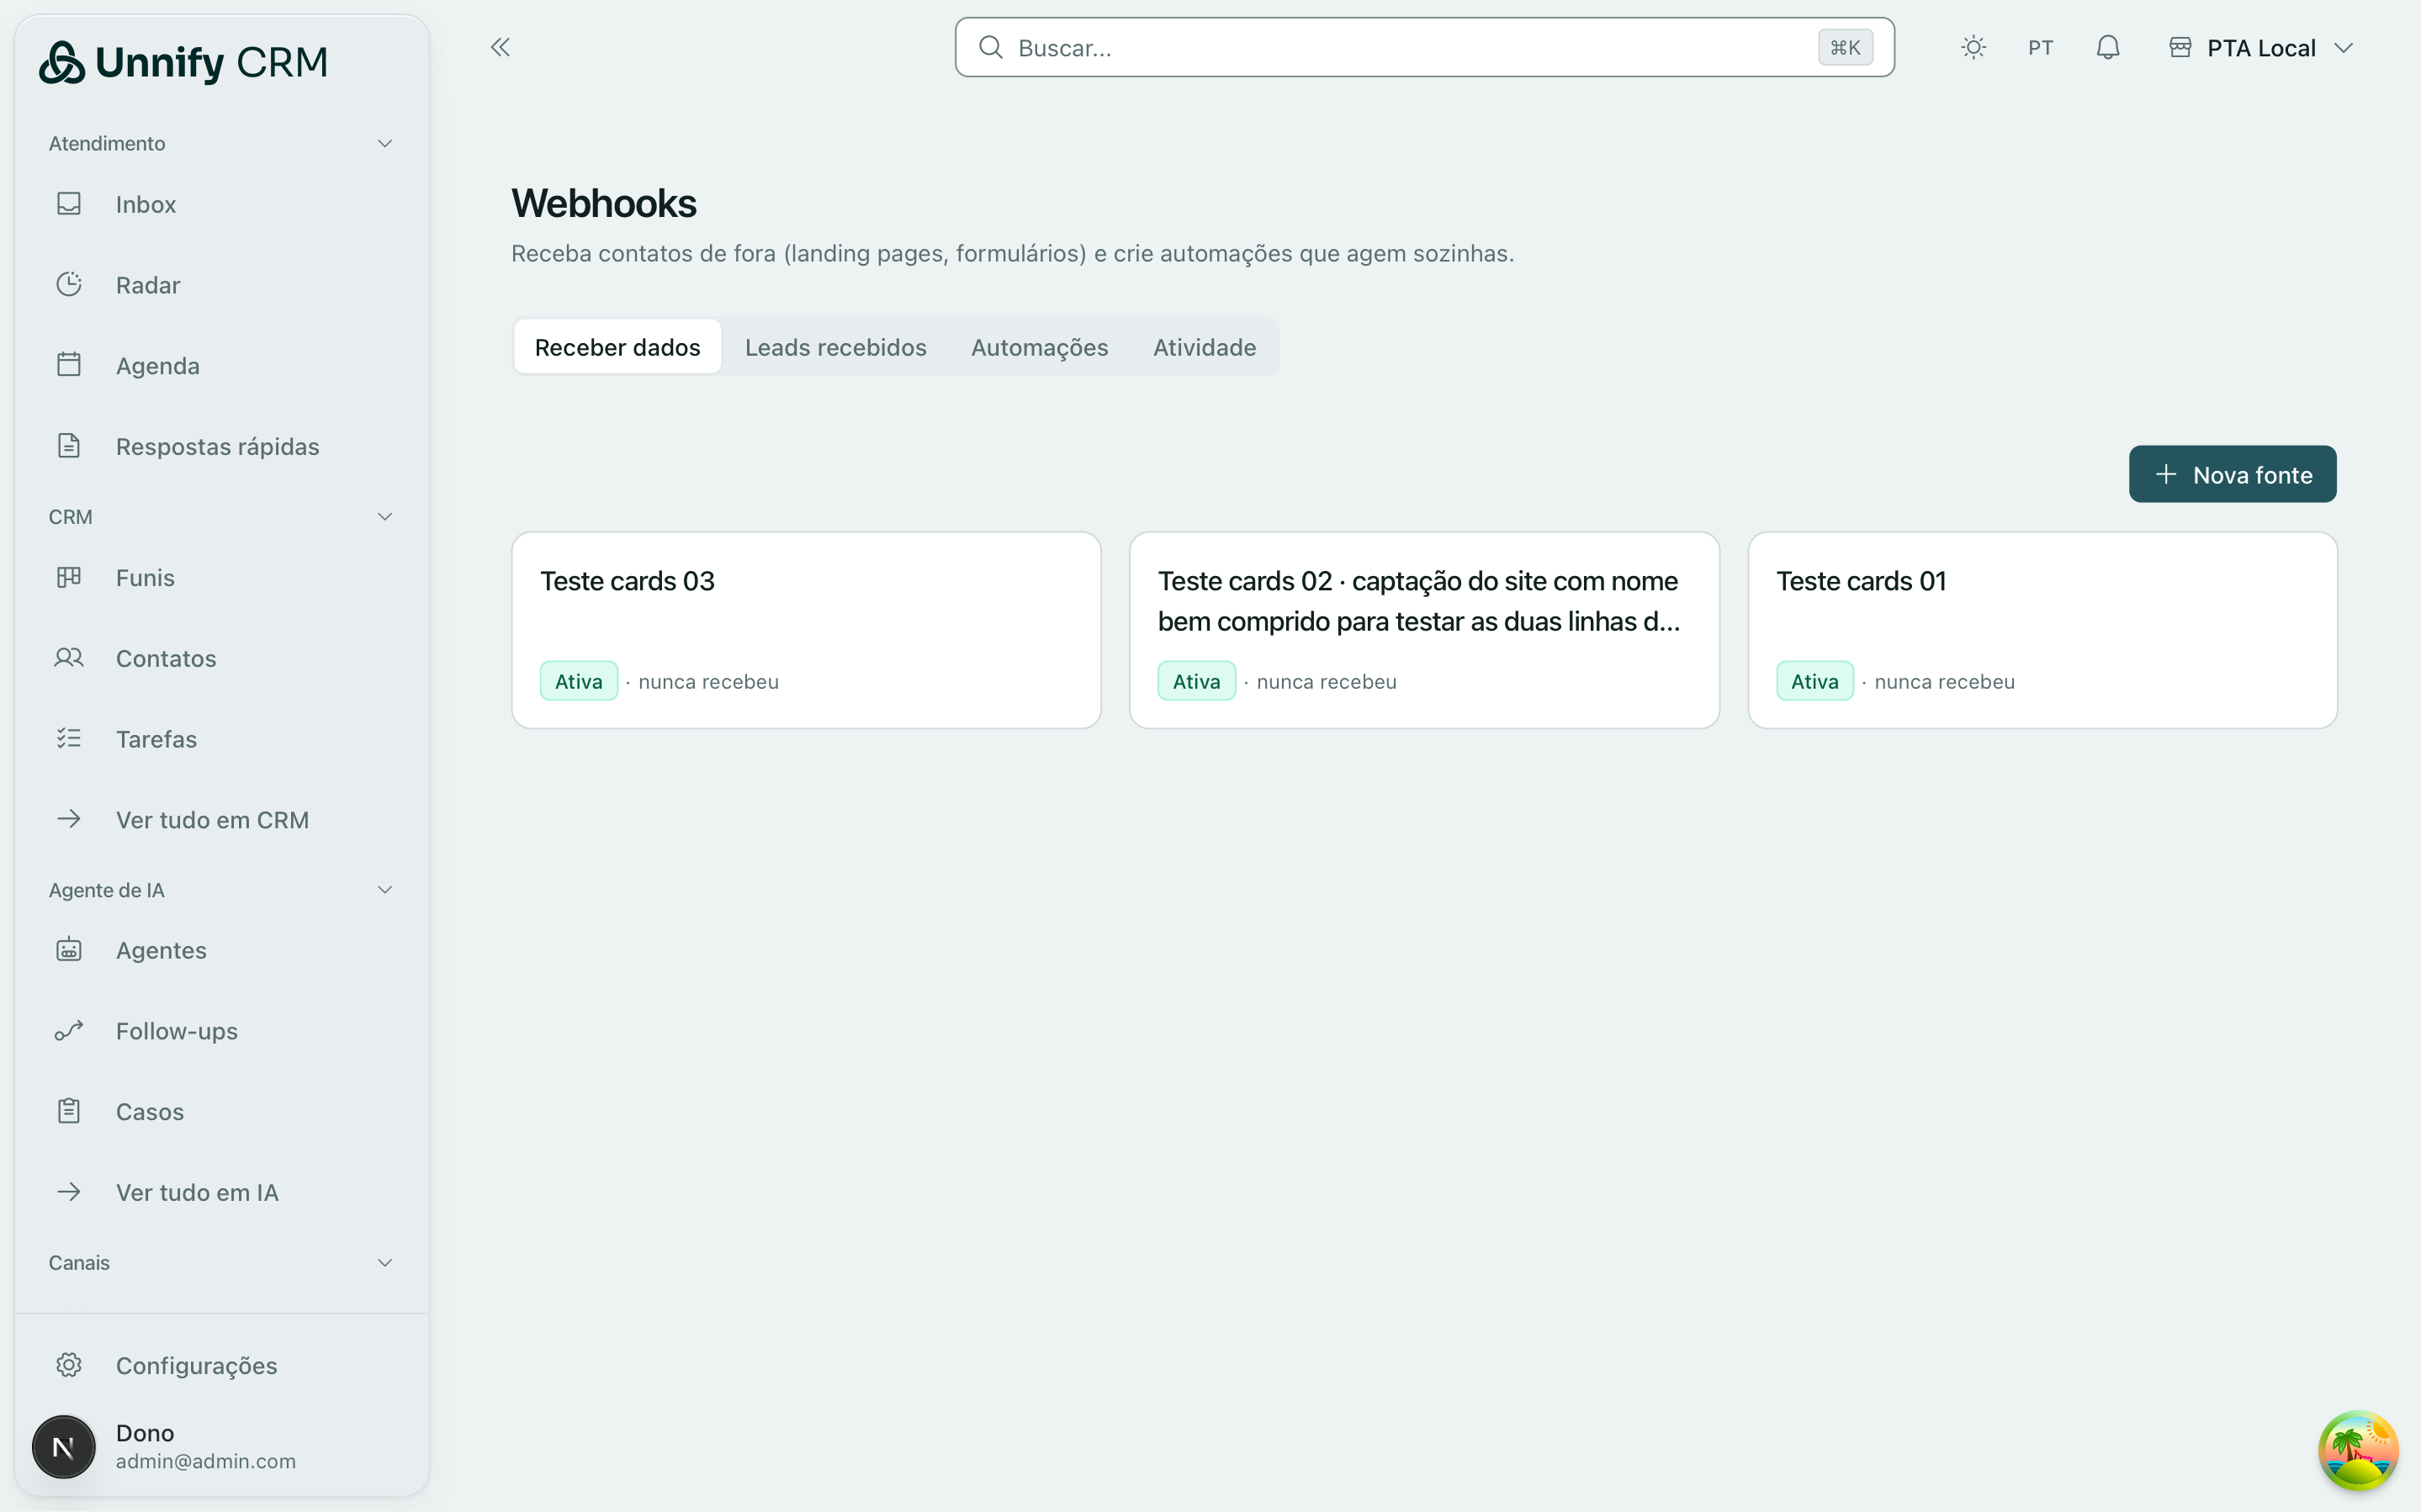 Unnify CRM
Buscar...
⌘K
PT
PTA Local
Atendimento
Inbox
Radar
Agenda
Respostas rápidas
CRM
Funis
Contatos
Tarefas
Ver tudo em CRM
Agente de IA
Agentes
Follow-ups
Casos
Ver tudo em IA
Canais
Configurações
N
Dono
admin@admin.com
Webhooks
Receba contatos de fora (landing pages, formulários) e crie automações que agem sozinhas.
Receber dados
Leads recebidos
Automações
Atividade
Nova fonte
Teste cards 03
Ativa · nunca recebeu
Teste cards 02 · captação do site com nome
bem comprido para testar as duas linhas d...
Ativa · nunca recebeu
Teste cards 01
Ativa · nunca recebeu